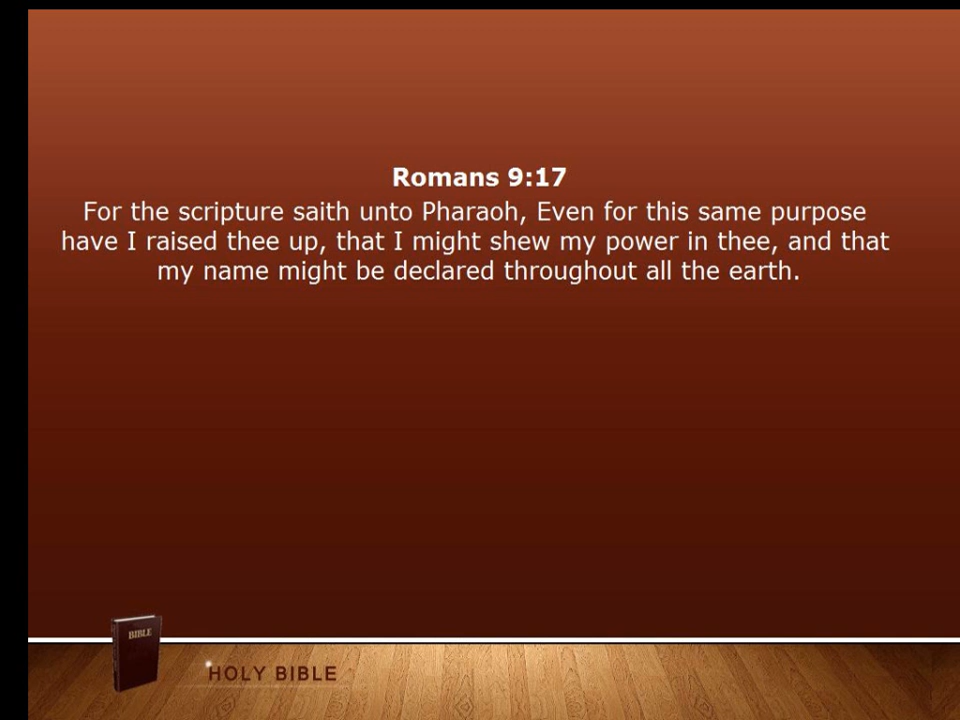 Romans 9:17
For the scripture saith unto Pharaoh, Even for this same purpose
have I raised thee up, that I might shew my power in thee, and that
my name might be declared throughout all the earth.
BIBLE
HOLY BIBLE